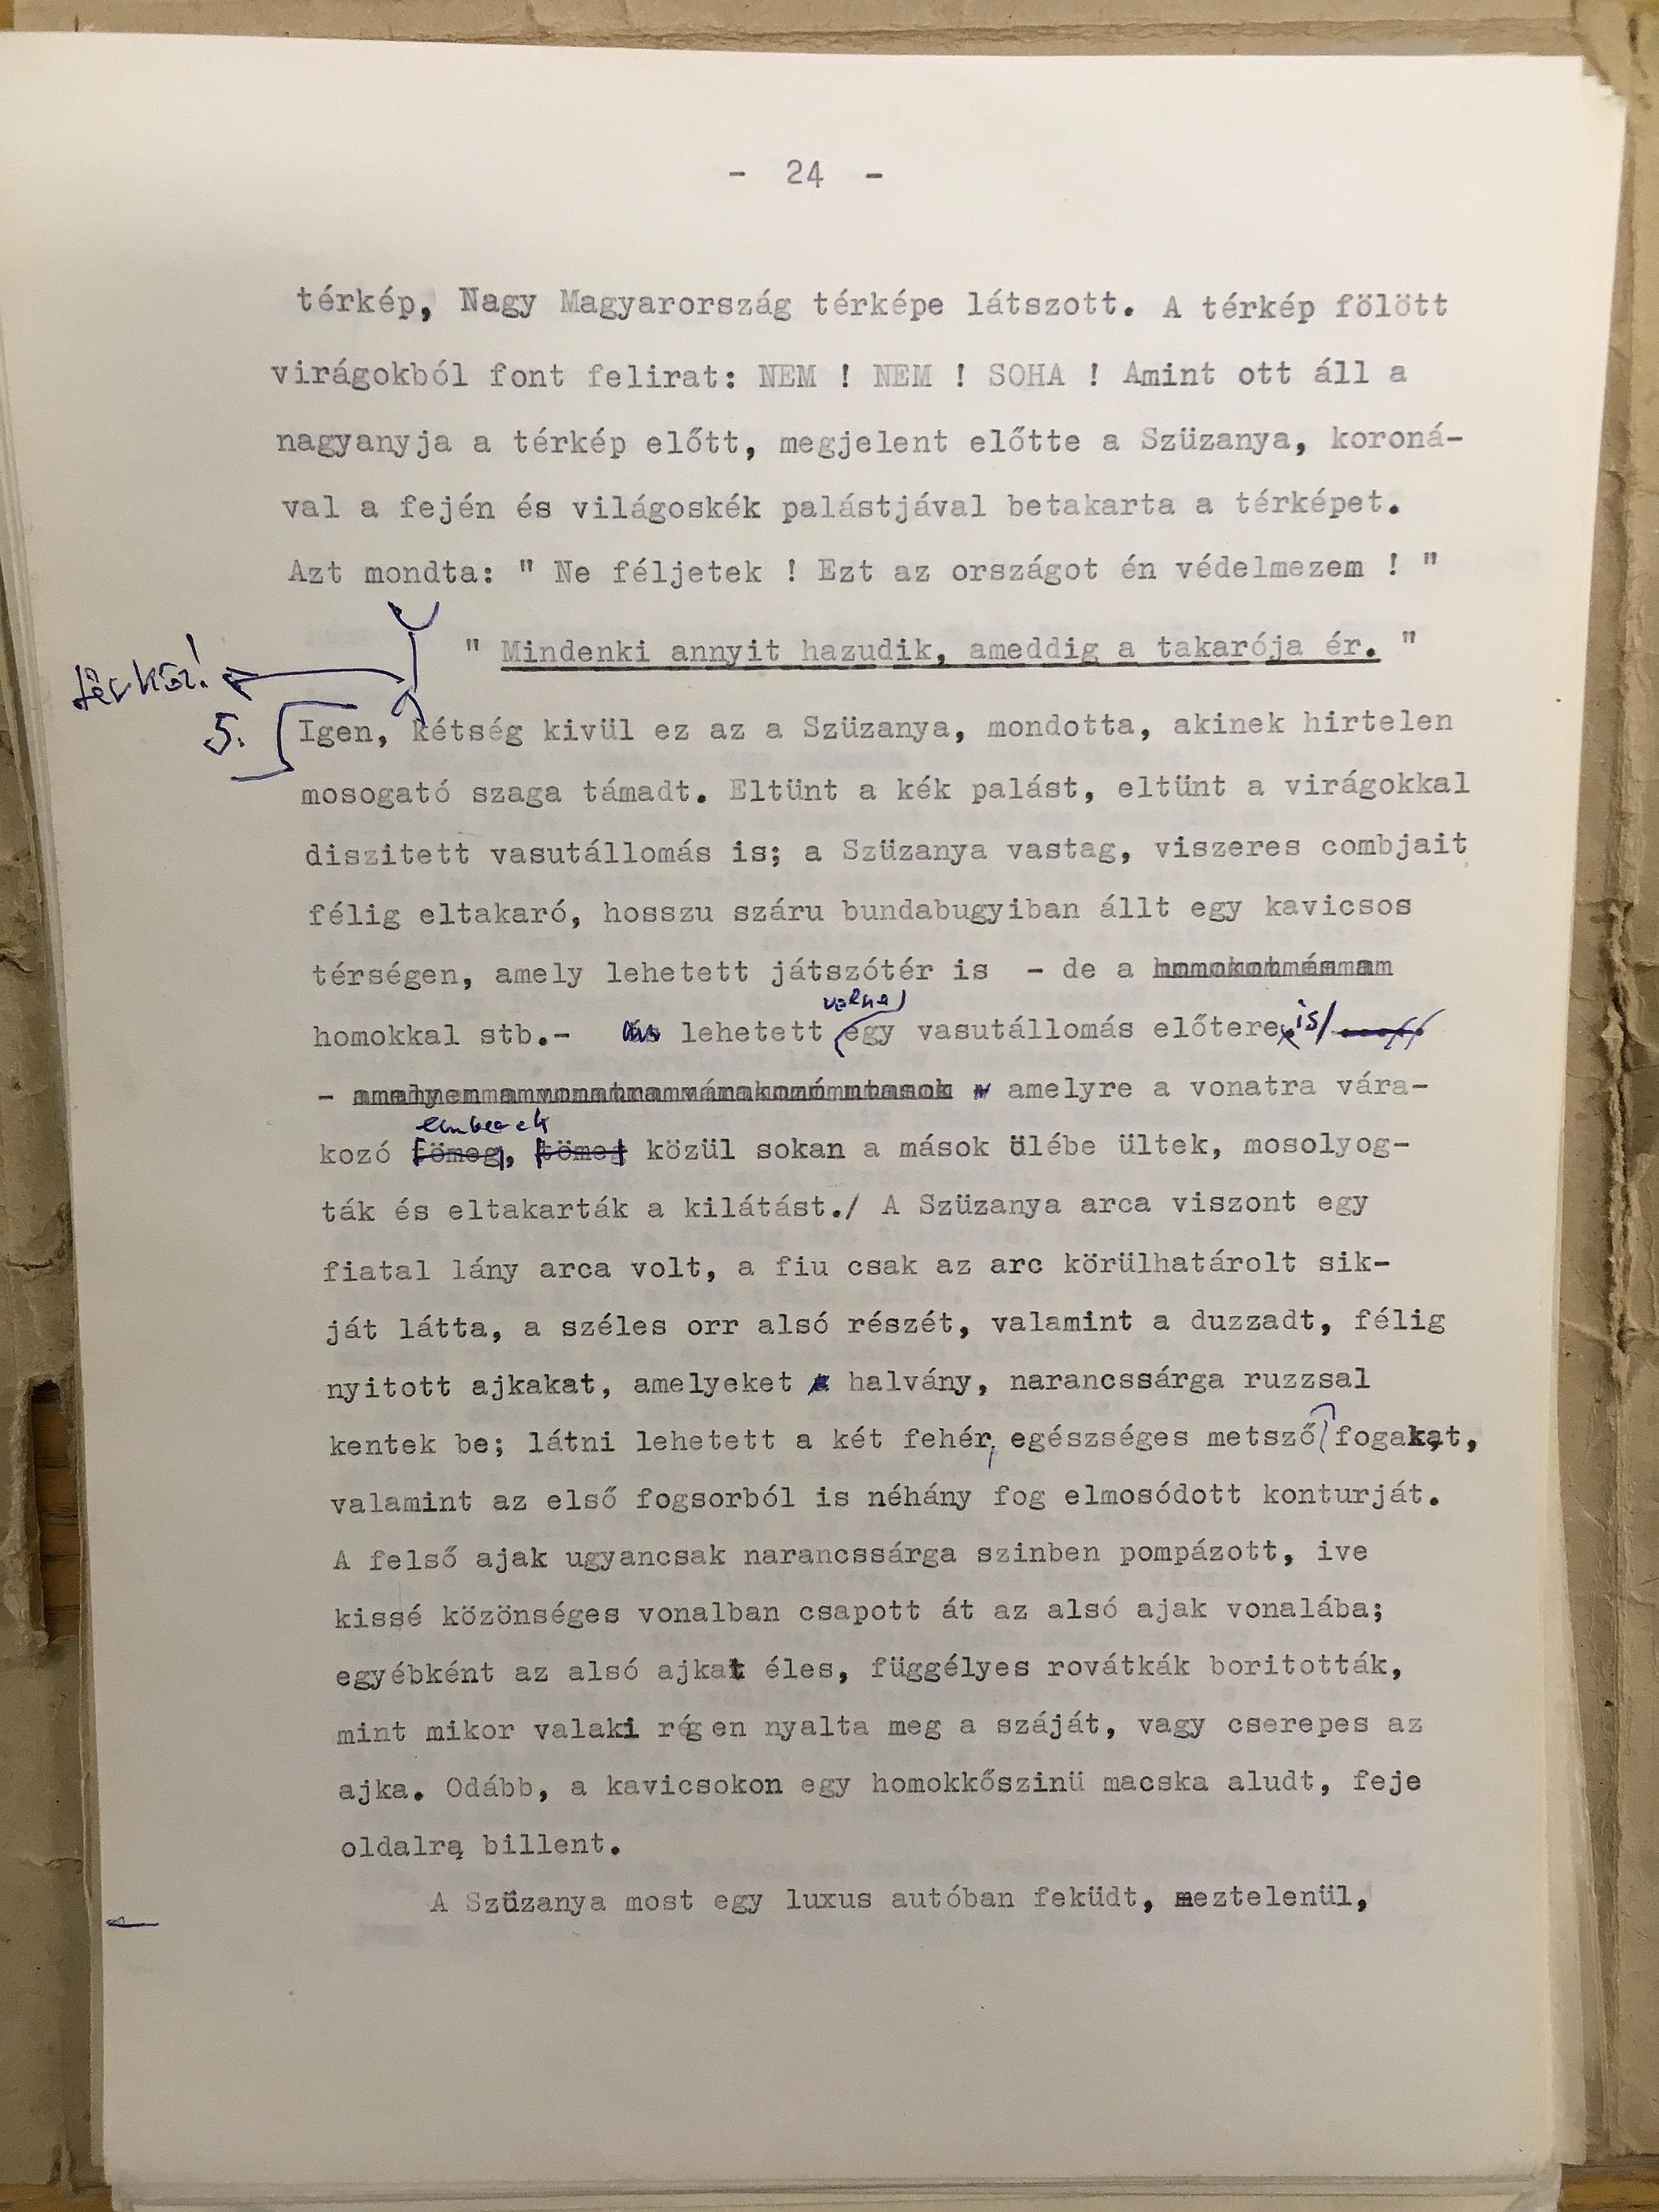 - 24 -
térkép, Nagy Magyarország térképe látszott. A térkép fölött
virágokból font felirat: NEM ! NEM ! SOHA ! Amint ott áll a
nagyanyja a térkép előtt, megjelent előtte a Szüzanya, koroná-
val a fején és világoskék palástjával betakarta a térképet.
Azt mondta: " Ne féljetek ! Ezt az országot én védelmezem ! "
" Mindenki annyit hazudik, ameddig a takarója ér. "
térköz!
5. Igen, kétség kivül ez az a Szüzanya, mondotta, akinek hirtelen
mosogató szaga támadt. Eltünt a kék palást, eltünt a virágokkal
diszitett vasutállomás is; a Szüzanya vastag, viszeres combjait
félig eltakaró, hosszu száru bundabugyiban állt egy kavicsos
térségen, amely lehetett játszótér is - de a
volna
homokkal stb.- lehetett egy vasutállomás előtere is/
- amelyre a vonatra vára-
emberek
kozó tömeg, tömeg közül sokan a mások ülébe ültek, mosolyog-
ták és eltakarták a kilátást./ A Szüzanya arca viszont egy
fiatal lány arca volt, a fiu csak az arc körülhatárolt sik-
ját látta, a széles orr alsó részét, valamint a duzzadt, félig
nyitott ajkakat, amelyeket halvány, narancssárga ruzzsal
kentek be; látni lehetett a két fehér, egészséges metsző fogakat,
valamint az első fogsorból is néhány fog elmosódott konturját.
A felső ajak ugyancsak narancssárga szinben pompázott, ive
kissé közönséges vonalban csapott át az alsó ajak vonalába;
egyébként az alsó ajkat éles, függélyes rovátkák boritották,
mint mikor valaki régen nyalta meg a száját, vagy cserepes az
ajka. Odább, a kavicsokon egy homokkőszinü macska aludt, feje
oldalra billent.
A Szüzanya most egy luxus autóban feküdt, meztelenül,